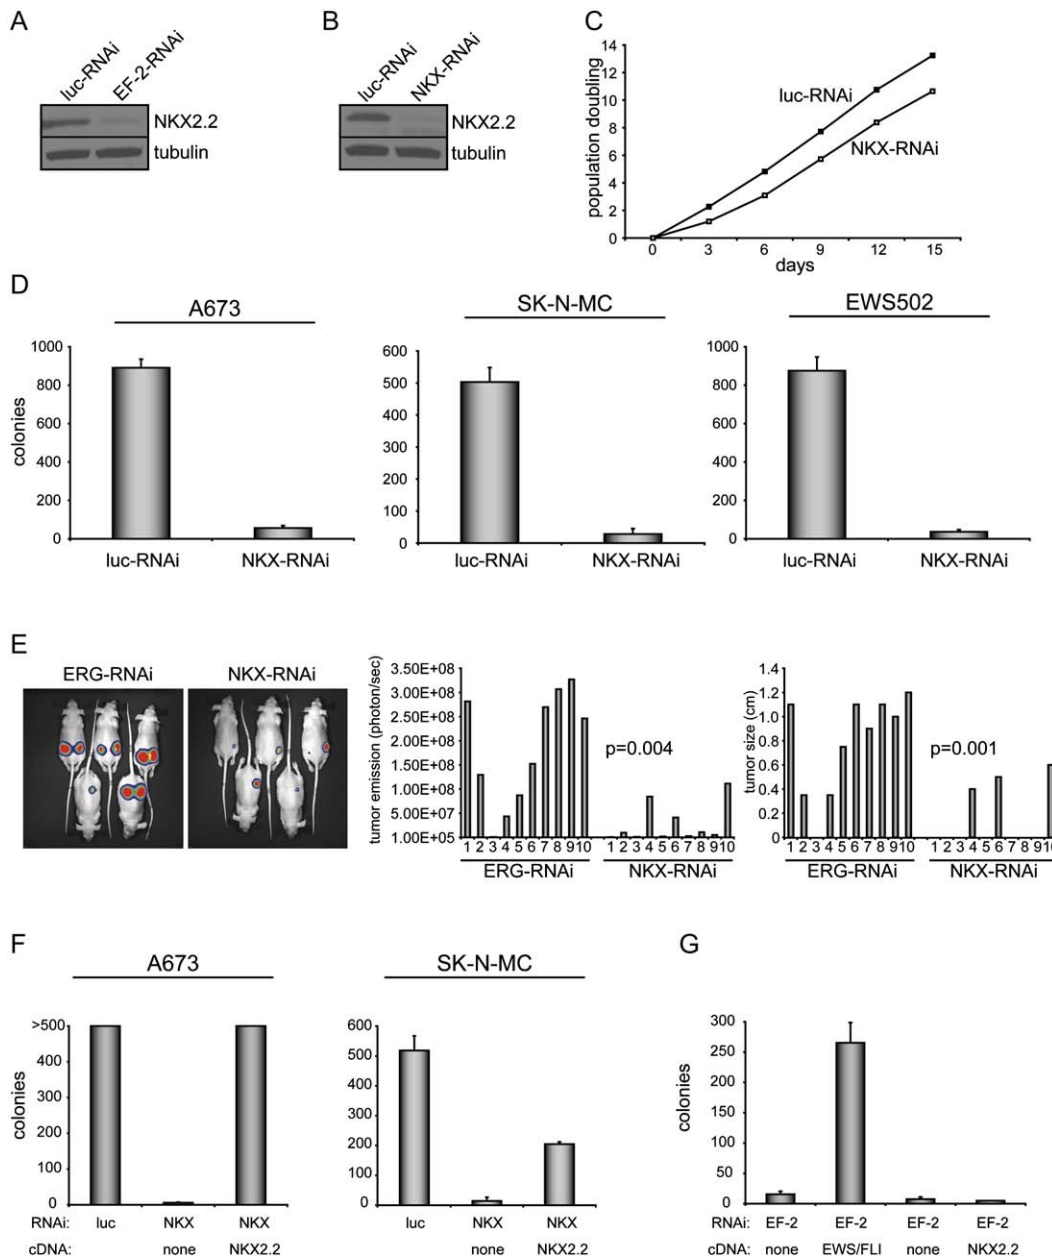 A
luc-RNAi
EF-2-RNAi
NKX2.2
tubulin
B
luc-RNAi
NKX-RNAi
NKX2.2
tubulin
C
population doubling
14
12
10
8
6
4
2
0
luc-RNAi
NKX-RNAi
0 3 6 9 12 15
days
D
A673
colonies
1000
800
600
400
200
0
luc-RNAi NKX-RNAi
SK-N-MC
600
500
400
300
200
100
0
luc-RNAi NKX-RNAi
EWS502
1000
800
600
400
200
0
luc-RNAi NKX-RNAi
E
ERG-RNAi NKX-RNAi
tumor emission (photon/sec)
3.50E+08
3.00E+08
2.50E+08
2.00E+08
1.50E+08
1.00E+08
5.00E+07
1.00E+05
p=0.004
1 2 3 4 5 6 7 8 9 10 1 2 3 4 5 6 7 8 9 10
ERG-RNAi NKX-RNAi
tumor size (cm)
1.4
1.2
1.0
0.8
0.6
0.4
0.2
0
p=0.001
1 2 3 4 5 6 7 8 9 10 1 2 3 4 5 6 7 8 9 10
ERG-RNAi NKX-RNAi
F
A673
colonies
>500
400
300
200
100
0
RNAi: luc NKX NKX
cDNA: none NKX2.2
SK-N-MC
600
500
400
300
200
100
0
luc NKX NKX
none NKX2.2
G
colonies
300
250
200
150
100
50
0
RNAi: EF-2 EF-2 EF-2 EF-2
cDNA: none EWS/FLI none NKX2.2